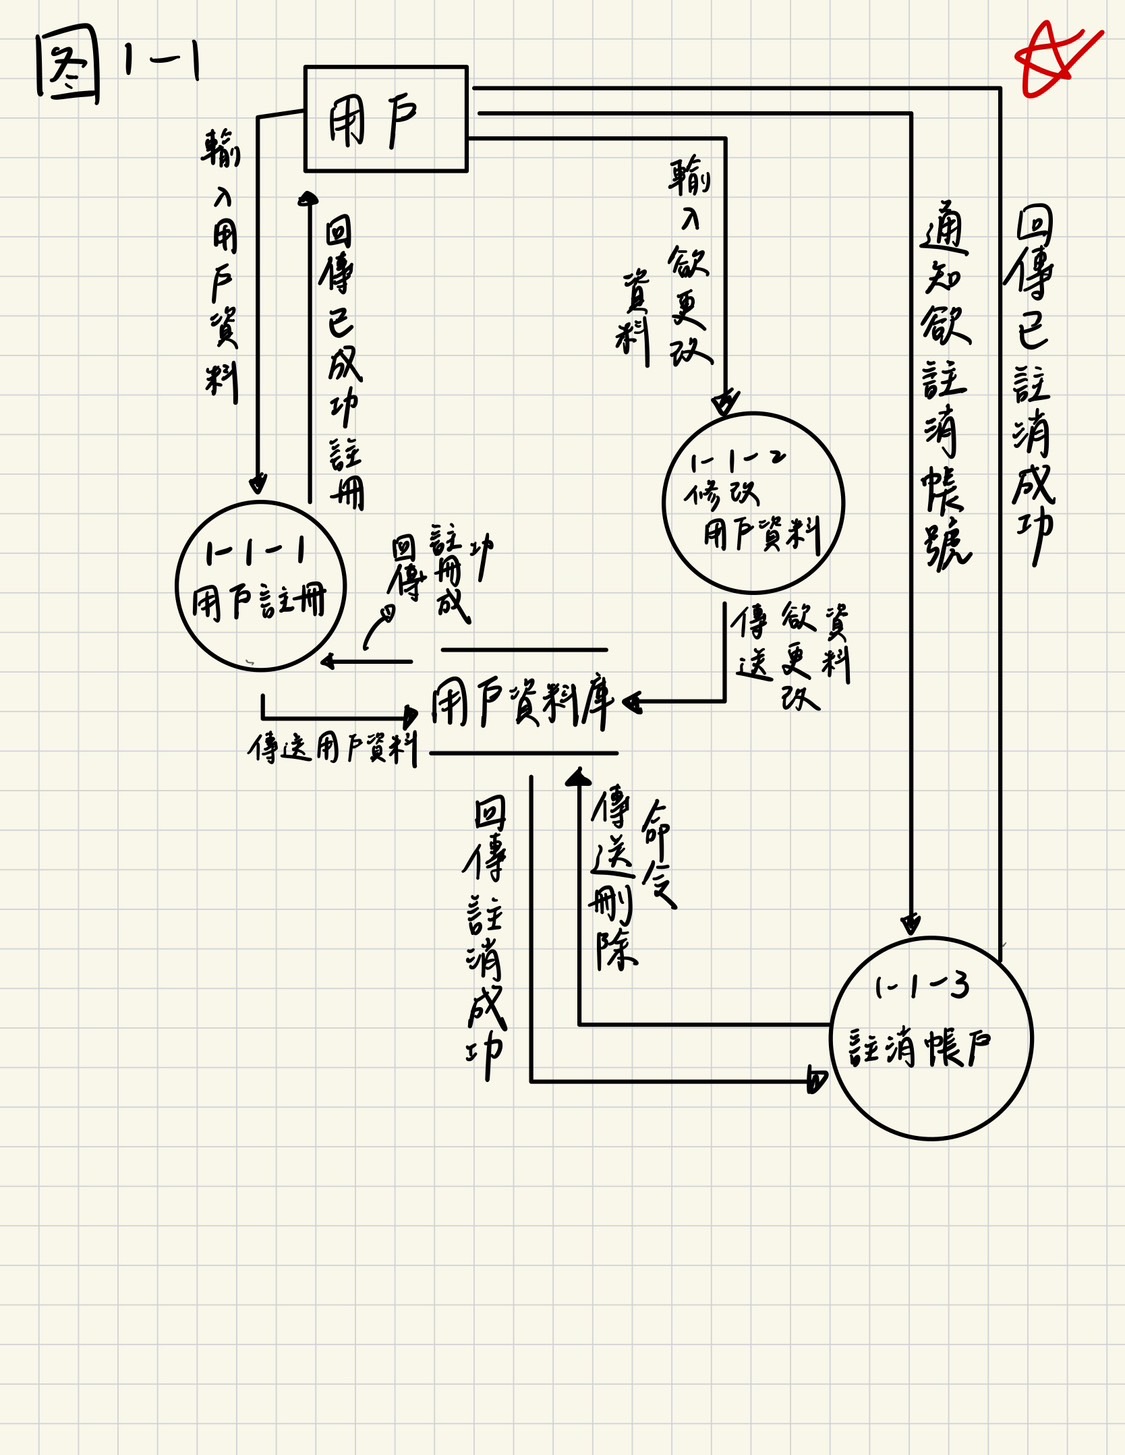 图 1-1
用戶
輸入用戶資料
回傳已成功註冊
輸入欲更改
資料
通知欲註消帳號
回傳已註消成功
1-1-1
用戶註冊
1-1-2
修改
用戶資料
回傳
註冊成
功
傳送
欲更改
資料
用戶資料庫
傳送用戶資料
回傳註消成功
傳送刪除
命令
1-1-3
註消帳戶